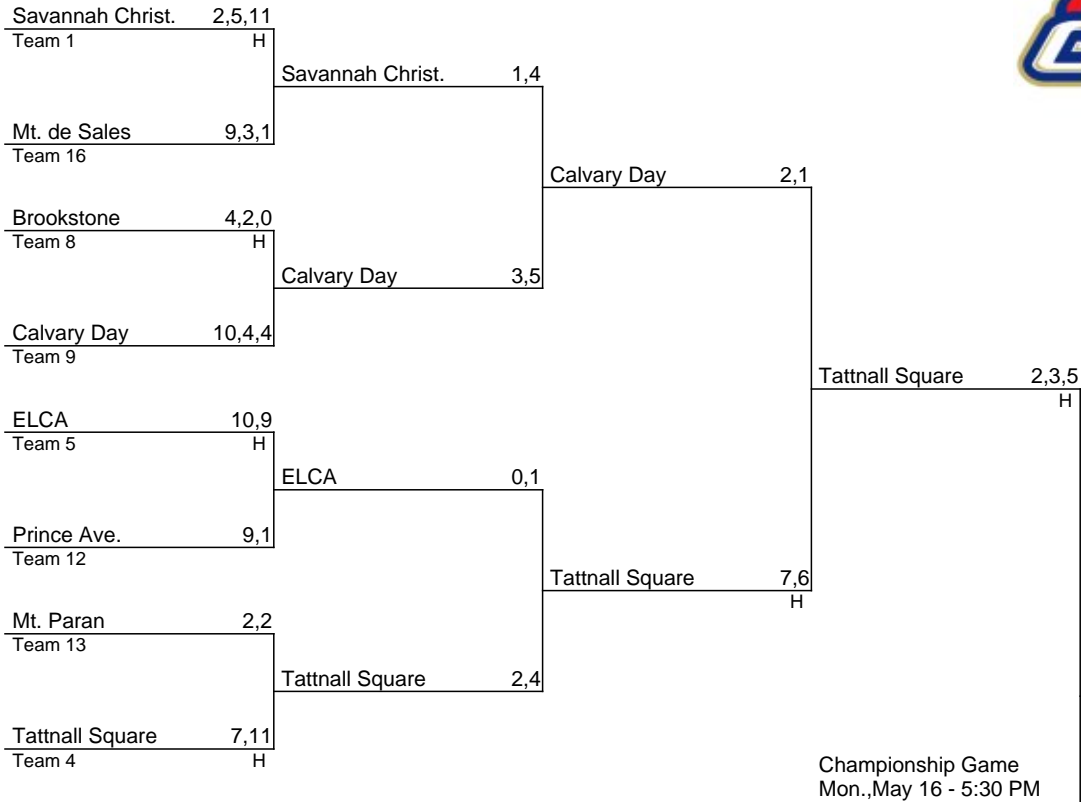 Savannah Christ. 2,5,11
Team 1 H
Savannah Christ. 1,4
Mt. de Sales 9,3,1
Team 16
Calvary Day 2,1
Brookstone 4,2,0
Team 8 H
Calvary Day 3,5
Calvary Day 10,4,4
Team 9
Tattnall Square 2,3,5
H
ELCA 10,9
Team 5 H
ELCA 0,1
Prince Ave. 9,1
Team 12
Tattnall Square 7,6
H
Mt. Paran 2,2
Team 13
Tattnall Square 2,4
Tattnall Square 7,11
Team 4 H
Championship Game
Mon.,May 16 - 5:30 PM